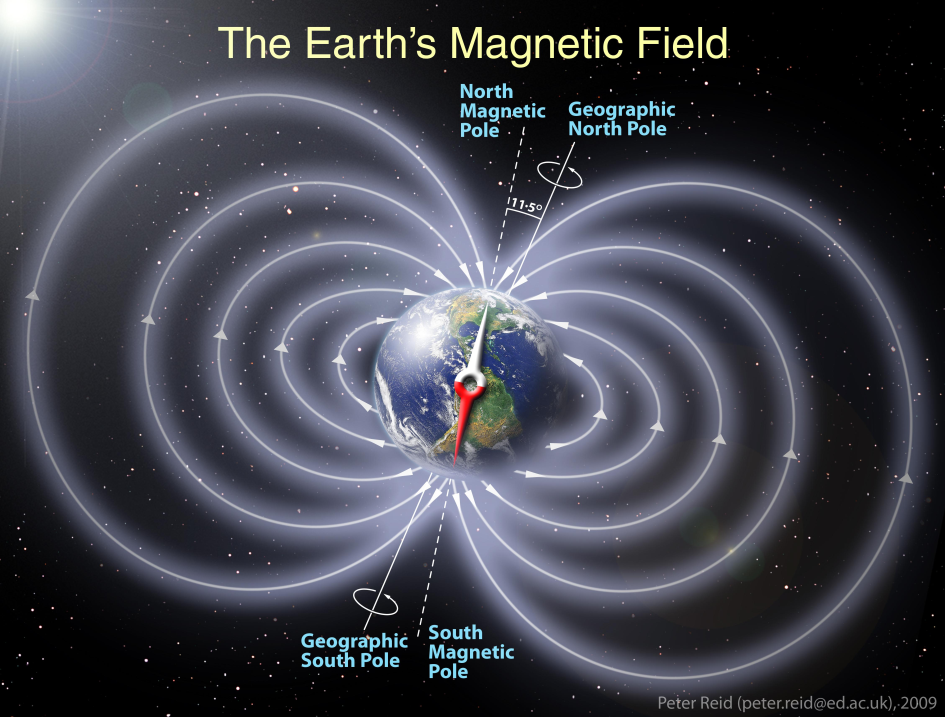 The Earth's Magnetic Field
North
Magnetic
Pole
Geographic
North Pole
11·5°
Geographic
South Pole
South
Magnetic
Pole
Peter Reid (peter.reid@ed.ac.uk), 2009